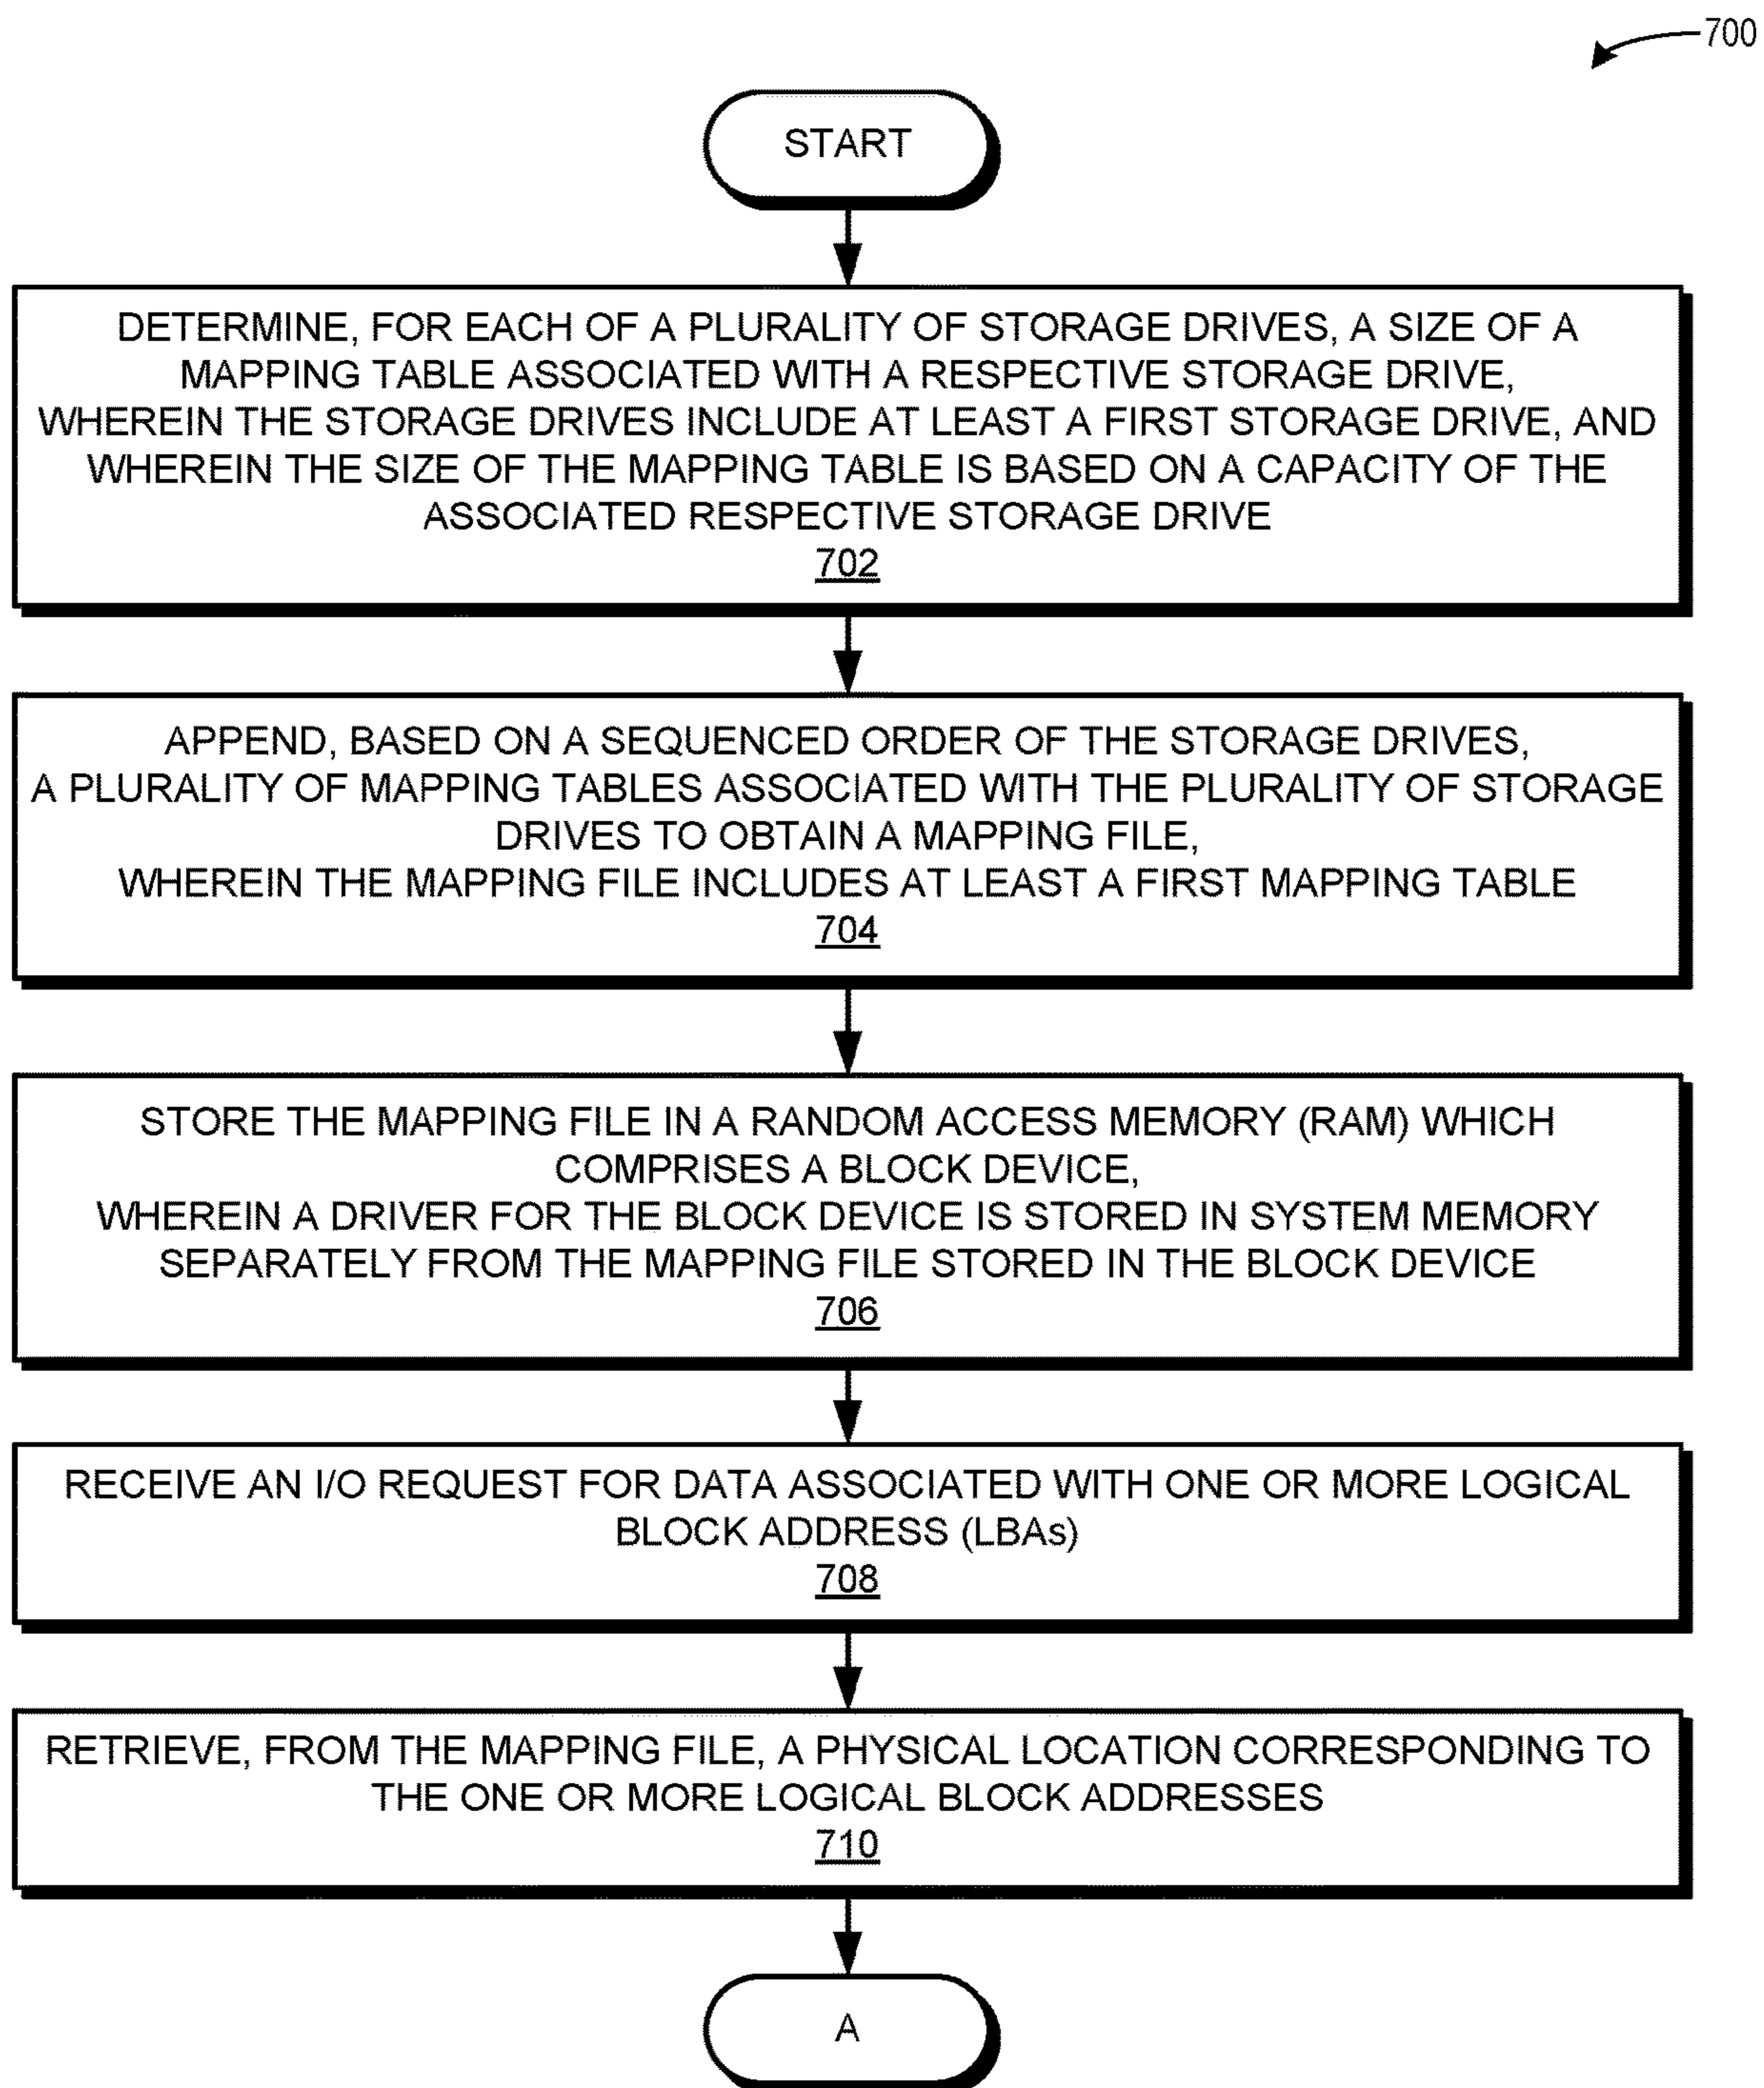 700
START
DETERMINE, FOR EACH OF A PLURALITY OF STORAGE DRIVES, A SIZE OF A
MAPPING TABLE ASSOCIATED WITH A RESPECTIVE STORAGE DRIVE,
WHEREIN THE STORAGE DRIVES INCLUDE AT LEAST A FIRST STORAGE DRIVE, AND
WHEREIN THE SIZE OF THE MAPPING TABLE IS BASED ON A CAPACITY OF THE
ASSOCIATED RESPECTIVE STORAGE DRIVE
702
APPEND, BASED ON A SEQUENCED ORDER OF THE STORAGE DRIVES,
A PLURALITY OF MAPPING TABLES ASSOCIATED WITH THE PLURALITY OF STORAGE
DRIVES TO OBTAIN A MAPPING FILE,
WHEREIN THE MAPPING FILE INCLUDES AT LEAST A FIRST MAPPING TABLE
704
STORE THE MAPPING FILE IN A RANDOM ACCESS MEMORY (RAM) WHICH
COMPRISES A BLOCK DEVICE,
WHEREIN A DRIVER FOR THE BLOCK DEVICE IS STORED IN SYSTEM MEMORY
SEPARATELY FROM THE MAPPING FILE STORED IN THE BLOCK DEVICE
706
RECEIVE AN I/O REQUEST FOR DATA ASSOCIATED WITH ONE OR MORE LOGICAL
BLOCK ADDRESS (LBAs)
708
RETRIEVE, FROM THE MAPPING FILE, A PHYSICAL LOCATION CORRESPONDING TO
THE ONE OR MORE LOGICAL BLOCK ADDRESSES
710
A